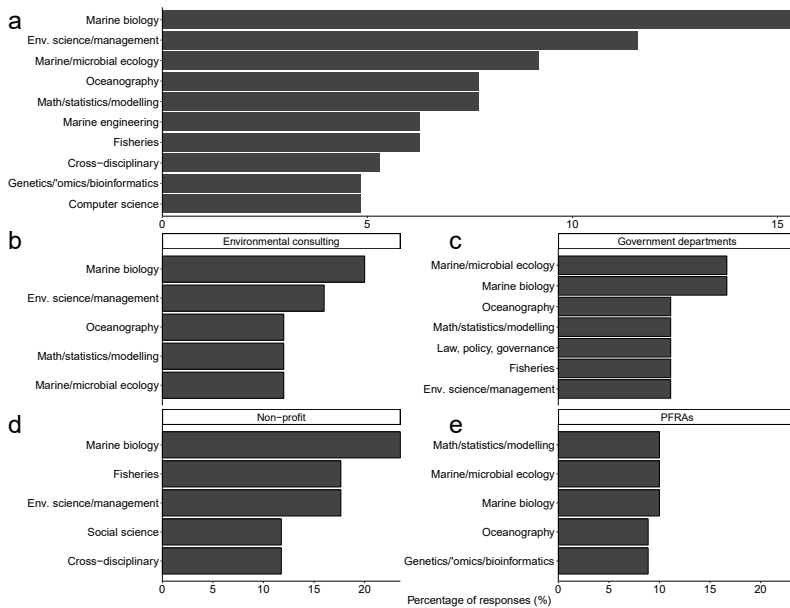 a
Marine biology
Env. science/management
Marine/microbial ecology
Oceanography
Math/statistics/modelling
Marine engineering
Fisheries
Cross−disciplinary
Genetics/'omics/bioinformatics
Computer science
0 5 10 15
b
Environmental consulting
Marine biology
Env. science/management
Oceanography
Math/statistics/modelling
Marine/microbial ecology
c
Government departments
Marine/microbial ecology
Marine biology
Oceanography
Math/statistics/modelling
Law, policy, governance
Fisheries
Env. science/management
d
Non−profit
Marine biology
Fisheries
Env. science/management
Social science
Cross−disciplinary
0 5 10 15 20
e
PFRAs
Math/statistics/modelling
Marine/microbial ecology
Marine biology
Oceanography
Genetics/'omics/bioinformatics
0 5 10 15 20
Percentage of responses (%)